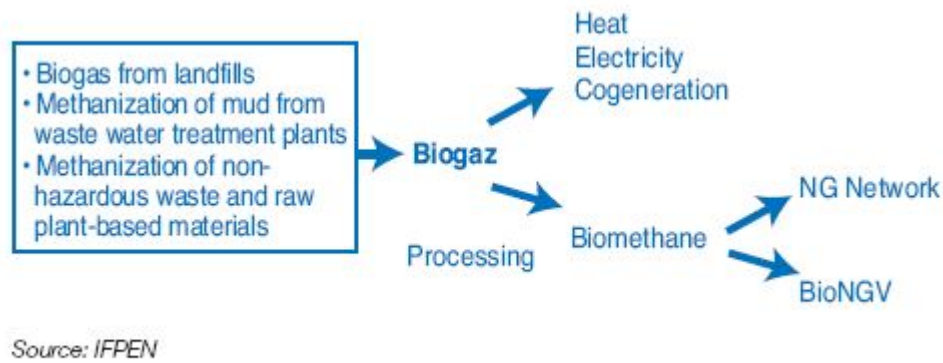 • Biogas from landfills
• Methanization of mud from
waste water treatment plants
• Methanization of non-
hazardous waste and raw
plant-based materials
Biogaz
Heat
Electricity
Cogeneration
Processing
Biomethane
NG Network
BioNGV
Source: IFPEN